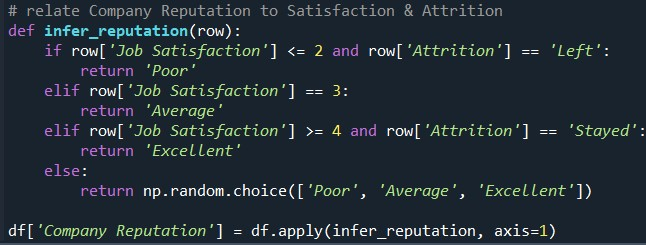 # relate Company Reputation to Satisfaction & Attrition
def infer_reputation(row):
    if row['Job Satisfaction'] <= 2 and row['Attrition'] == 'Left':
        return 'Poor'
    elif row['Job Satisfaction'] == 3:
        return 'Average'
    elif row['Job Satisfaction'] >= 4 and row['Attrition'] == 'Stayed':
        return 'Excellent'
    else:
        return np.random.choice(['Poor', 'Average', 'Excellent'])

df['Company Reputation'] = df.apply(infer_reputation, axis=1)